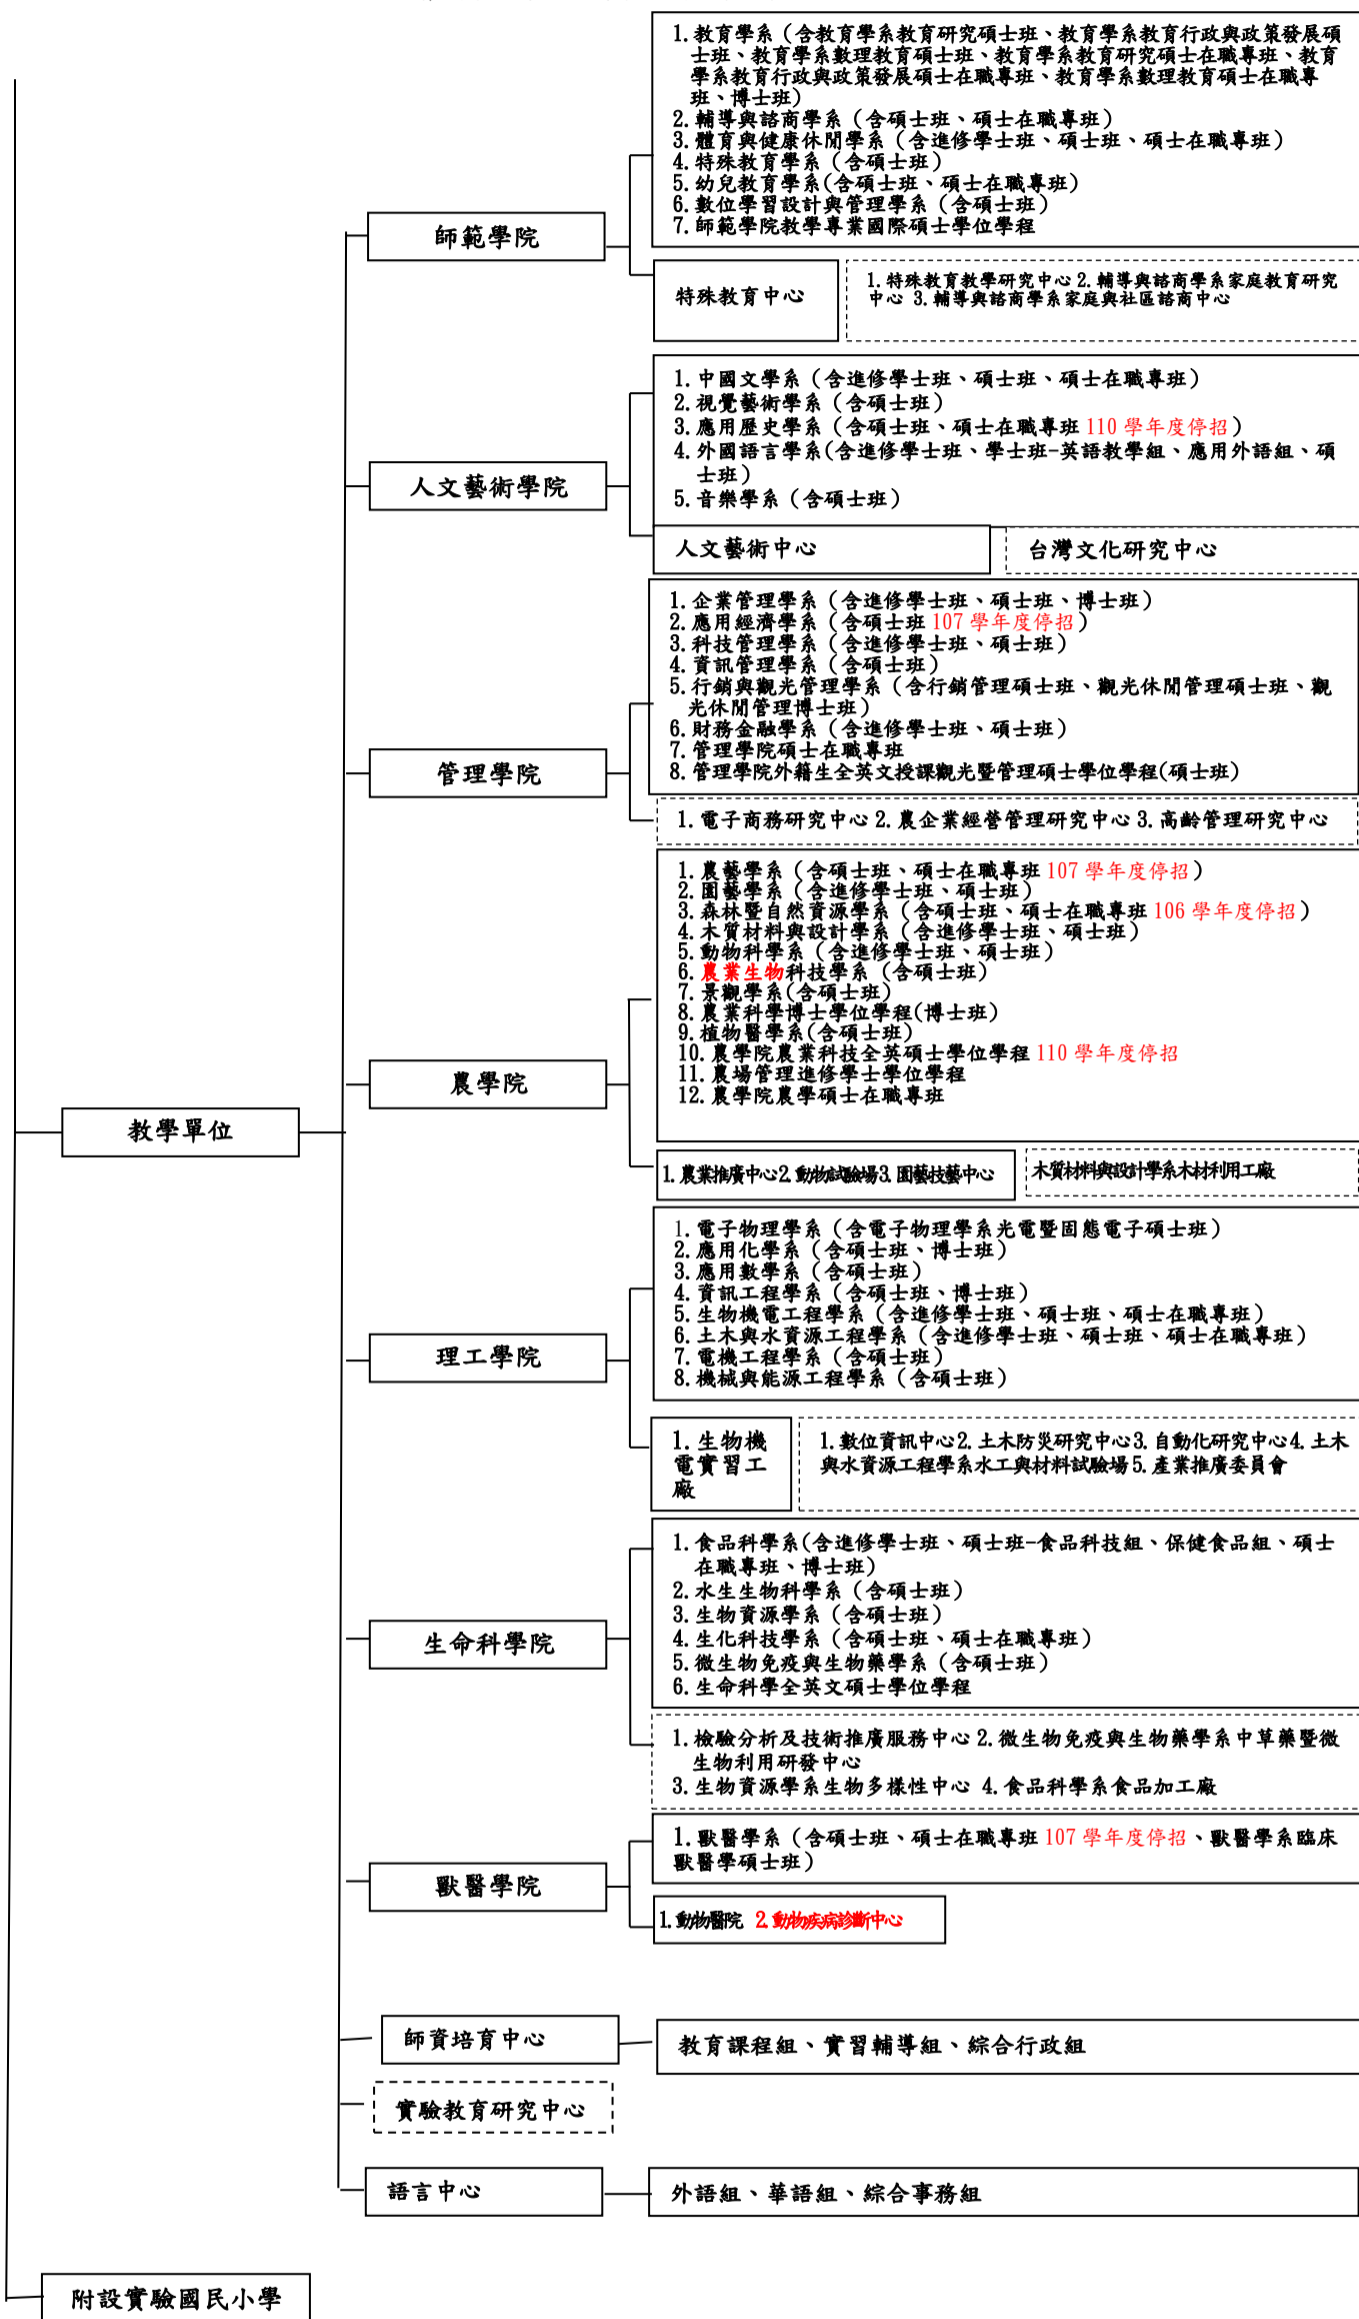 1.教育學系（含教育學系教育研究碩士班、教育學系教育行政與政策發展碩
士班、教育學系數理教育碩士班、教育學系教育研究碩士在職專班、教育
學系教育行政與政策發展碩士在職專班、教育學系數理教育碩士在職專
班、博士班）
2.輔導與諮商學系（含碩士班、碩士在職專班）
3.體育與健康休閒學系（含進修學士班、碩士班、碩士在職專班）
4.特殊教育學系（含碩士班）
5.幼兒教育學系(含碩士班、碩士在職專班)
6.數位學習設計與管理學系（含碩士班）
7.師範學院教學專業國際碩士學位學程
師範學院
特殊教育中心
1.特殊教育教學研究中心 2.輔導與諮商學系家庭教育研究
中心 3.輔導與諮商學系家庭與社區諮商中心
1.中國文學系（含進修學士班、碩士班、碩士在職專班）
2.視覺藝術學系（含碩士班）
3.應用歷史學系（含碩士班、碩士在職專班 110 學年度停招）
4.外國語言學系(含進修學士班、學士班-英語教學組、應用外語組、碩
士班）
5.音樂學系（含碩士班）
人文藝術學院
人文藝術中心
台灣文化研究中心
1.企業管理學系（含進修學士班、碩士班、博士班）
2.應用經濟學系（含碩士班 107 學年度停招）
3.科技管理學系（含進修學士班、碩士班）
4.資訊管理學系（含碩士班）
5.行銷與觀光管理學系（含行銷管理碩士班、觀光休閒管理碩士班、觀
光休閒管理博士班）
6.財務金融學系（含進修學士班、碩士班）
7.管理學院碩士在職專班
8.管理學院外籍生全英文授課觀光暨管理碩士學位學程(碩士班)
管理學院
1.電子商務研究中心 2.農企業經營管理研究中心 3.高齡管理研究中心
1.農藝學系（含碩士班、碩士在職專班 107 學年度停招）
2.園藝學系（含進修學士班、碩士班）
3.森林暨自然資源學系（含碩士班、碩士在職專班 106 學年度停招）
4.木質材料與設計學系（含進修學士班、碩士班）
5.動物科學系（含進修學士班、碩士班）
6.農業生物科技學系（含碩士班）
7.景觀學系(含碩士班)
8.農業科學博士學位學程(博士班)
9.植物醫學系(含碩士班)
10.農學院農業科技全英碩士學位學程 110 學年度停招
11.農場管理進修學士學位學程
12.農學院農學碩士在職專班
農學院
教學單位
1.農業推廣中心2.動物試驗場3.園藝技藝中心
木質材料與設計學系木材利用工廠
1.電子物理學系（含電子物理學系光電暨固態電子碩士班）
2.應用化學系（含碩士班、博士班）
3.應用數學系（含碩士班）
4.資訊工程學系（含碩士班、博士班）
5.生物機電工程學系（含進修學士班、碩士班、碩士在職專班）
6.土木與水資源工程學系（含進修學士班、碩士班、碩士在職專班）
7.電機工程學系（含碩士班）
8.機械與能源工程學系（含碩士班）
理工學院
1.生物機
電實習工
廠
1.數位資訊中心2.土木防災研究中心3.自動化研究中心4.土木
與水資源工程學系水工與材料試驗場5.產業推廣委員會
1.食品科學系(含進修學士班、碩士班-食品科技組、保健食品組、碩士
在職專班、博士班）
2.水生生物科學系（含碩士班）
3.生物資源學系（含碩士班）
4.生化科技學系（含碩士班、碩士在職專班）
5.微生物免疫與生物藥學系（含碩士班）
6.生命科學全英文碩士學位學程
生命科學院
1.檢驗分析及技術推廣服務中心 2.微生物免疫與生物藥學系中草藥暨微
生物利用研發中心
3.生物資源學系生物多樣性中心 4.食品科學系食品加工廠
1.獸醫學系（含碩士班、碩士在職專班 107 學年度停招、獸醫學系臨床
獸醫學碩士班）
獸醫學院
1.動物醫院 2.動物疾病診斷中心
師資培育中心
教育課程組、實習輔導組、綜合行政組
實驗教育研究中心
語言中心
外語組、華語組、綜合事務組
附設實驗國民小學